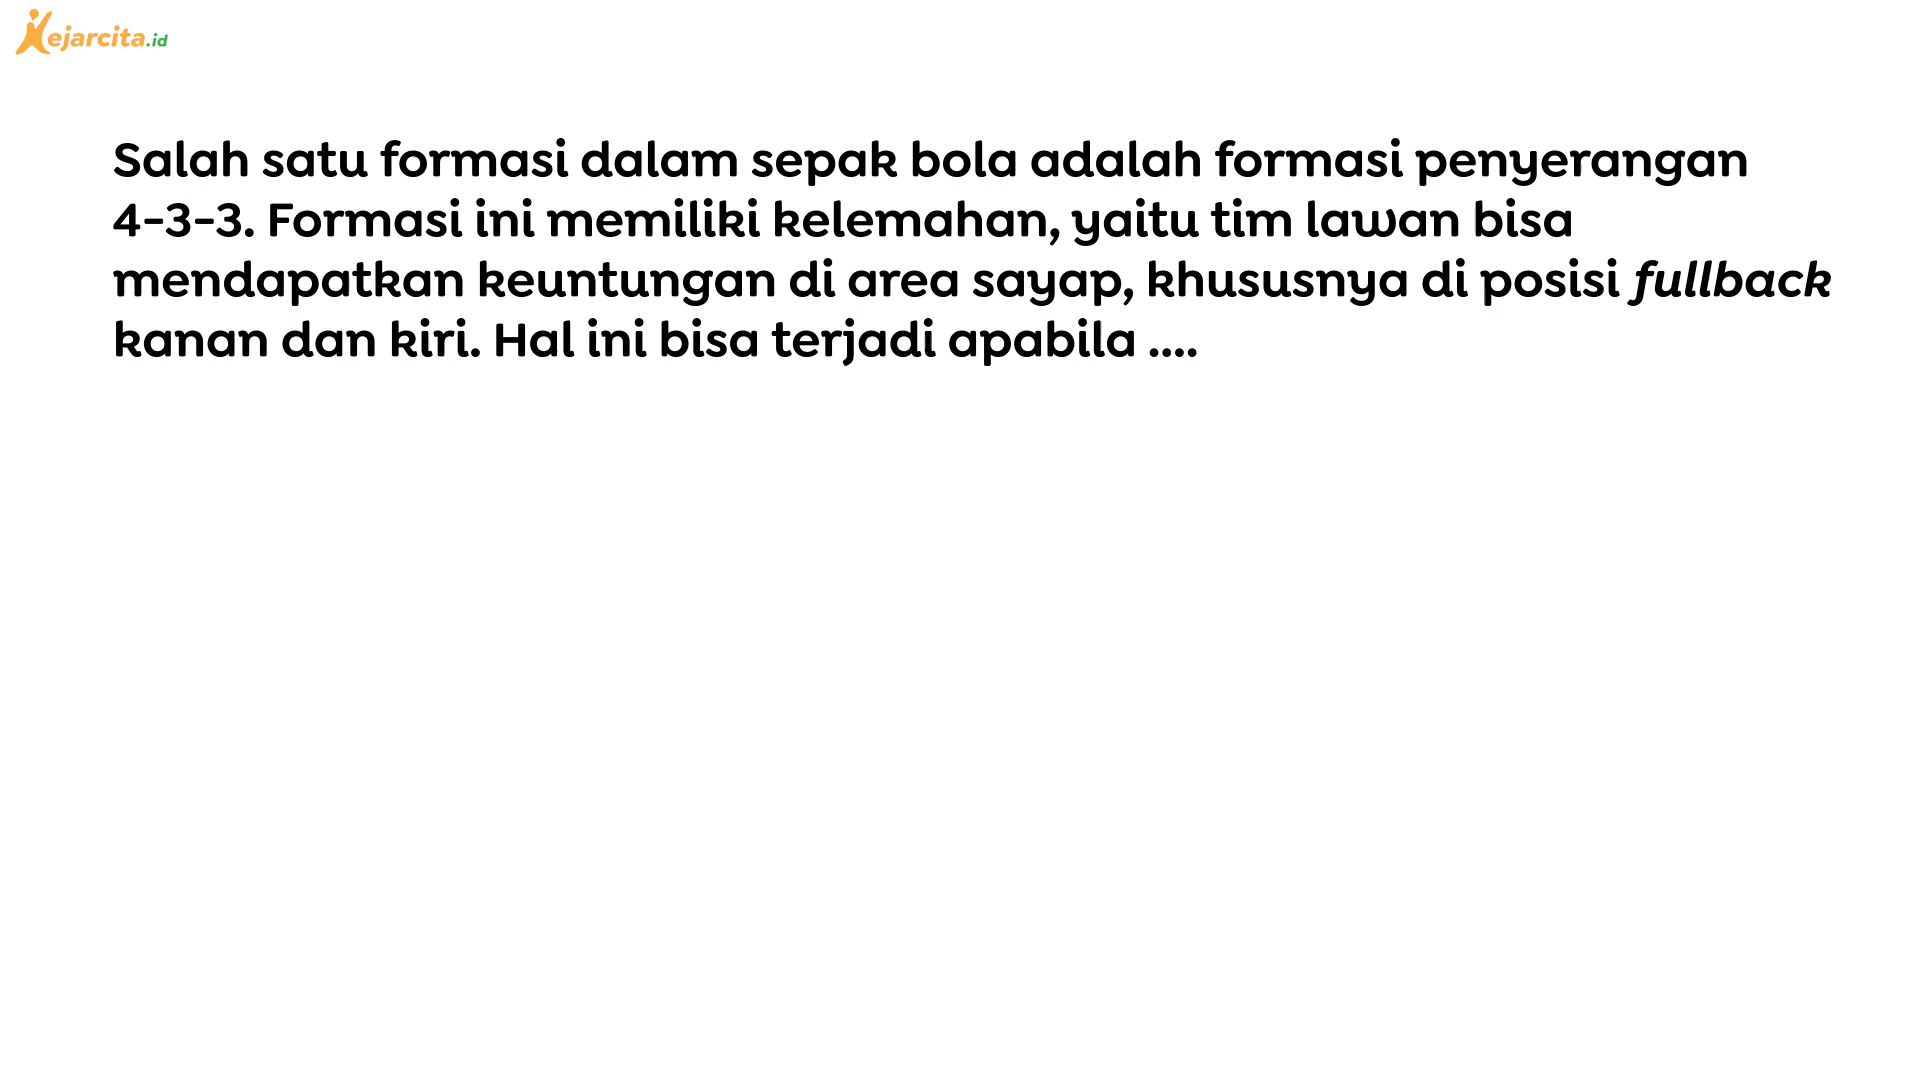 Kejarcita.id
Salah satu formasi dalam sepak bola adalah formasi penyerangan
4-3-3. Formasi ini memiliki kelemahan, yaitu tim lawan bisa
mendapatkan keuntungan di area sayap, khususnya di posisi fullback
kanan dan kiri. Hal ini bisa terjadi apabila ....